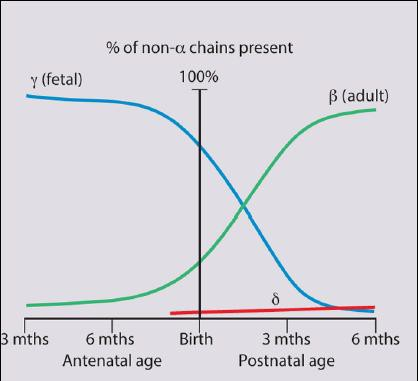 % of non-α chains present
γ (fetal)
100%
β (adult)
δ
3 mths 6 mths Birth 3 mths 6 mths
Antenatal age Postnatal age